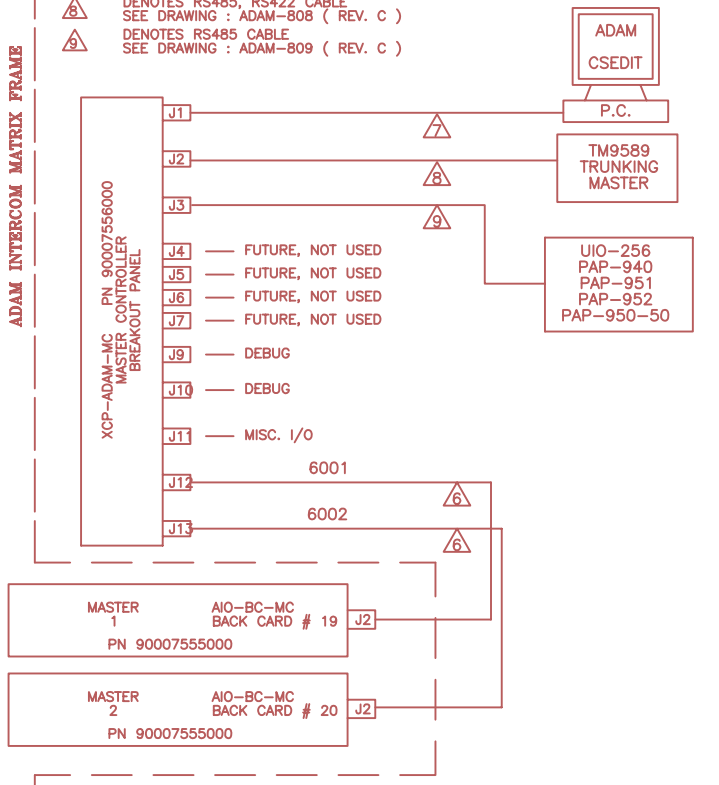 8 DENOTES RS485, RS422 CABLE
SEE DRAWING : ADAM-808 ( REV. C )
9 DENOTES RS485 CABLE
SEE DRAWING : ADAM-809 ( REV. C )
ADAM INTERCOM MATRIX FRAME
ADAM
CSEDIT
P.C.
XCP-ADAM-MC PN 90007556000
MASTER CONTROLLER
BREAKOUT PANEL
J1
7
J2
8
TM9589
TRUNKING
MASTER
J3
9
UIO-256
PAP-940
PAP-951
PAP-952
PAP-950-50
J4 FUTURE, NOT USED
J5 FUTURE, NOT USED
J6 FUTURE, NOT USED
J7 FUTURE, NOT USED
J9 DEBUG
J10 DEBUG
J11 MISC. I/O
J12 6001
6
J13 6002
6
MASTER
1
AIO-BC-MC
BACK CARD # 19
J2
PN 90007555000
MASTER
2
AIO-BC-MC
BACK CARD # 20
J2
PN 90007555000